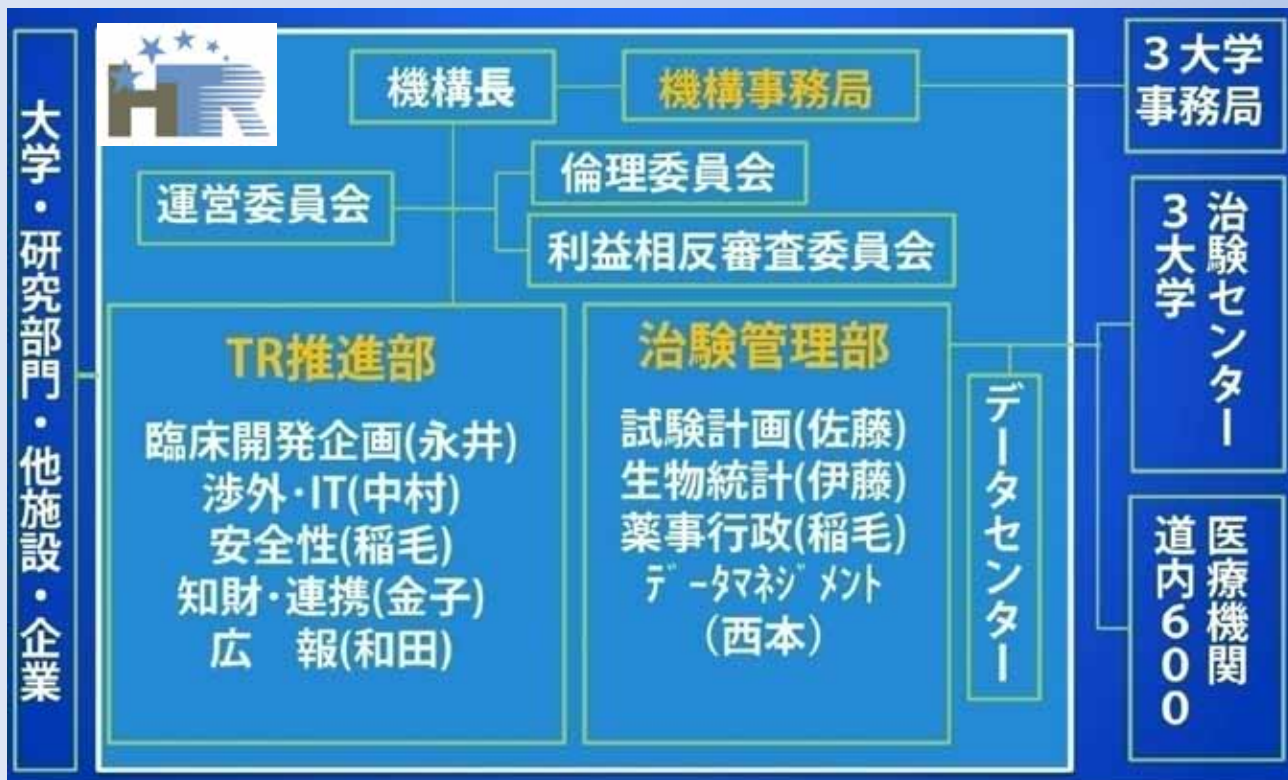 大学・研究部門・他施設・企業
HTR
機構長
機構事務局
運営委員会
倫理委員会
利益相反審査委員会
TR推進部
臨床開発企画(永井)
渉外・IT(中村)
安全性(稲毛)
知財・連携(金子)
広　報(和田)
治験管理部
試験計画(佐藤)
生物統計(伊藤)
薬事行政(稲毛)
ﾃﾞｰﾀﾏﾈｼﾞﾒﾝﾄ
(西本)
データセンター
３大学
事務局
治験センター
３大学
医療機関
道内６００